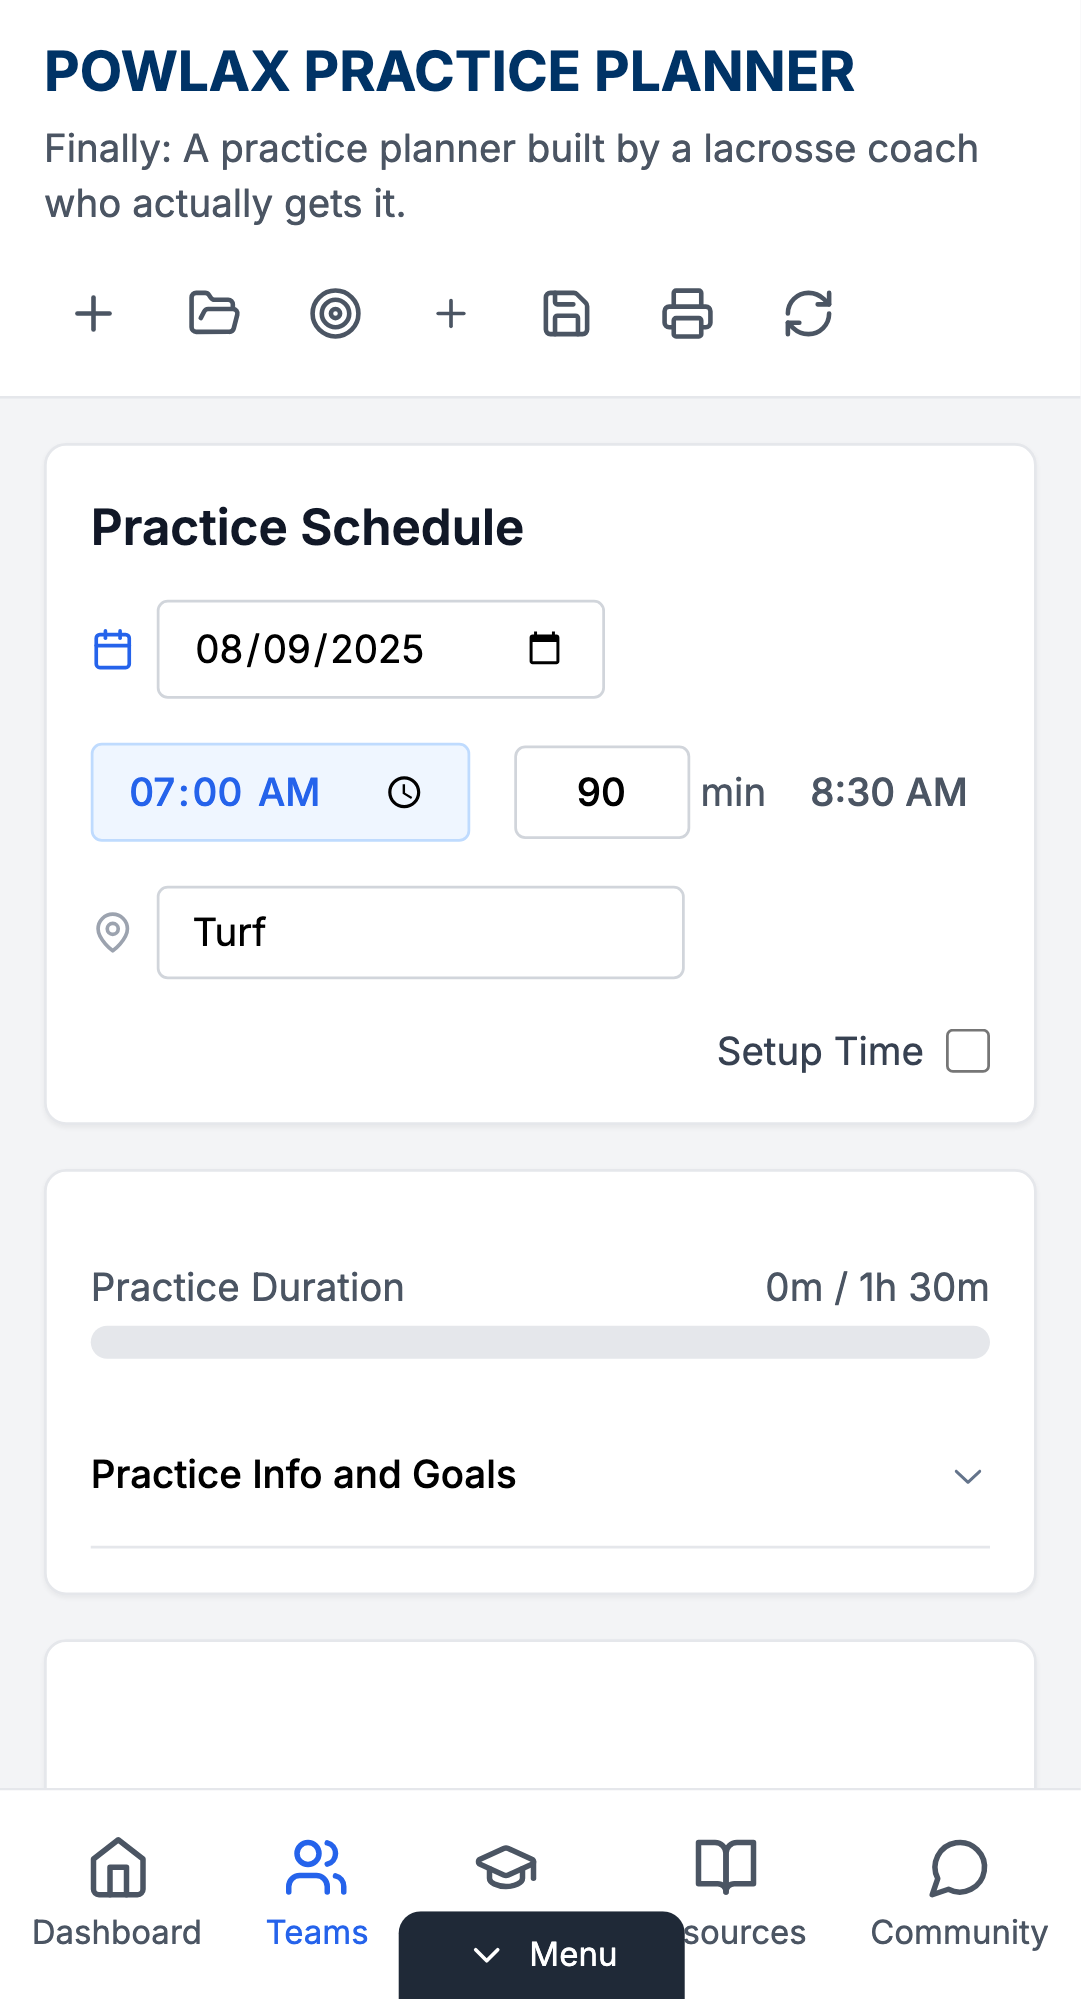 POWLAX PRACTICE PLANNER
Finally: A practice planner built by a lacrosse coach
who actually gets it.
Practice Schedule
08/09/2025
07:00 AM 90 min 8:30 AM
Turf
Setup Time
Practice Duration 0m / 1h 30m
Practice Info and Goals
Dashboard Teams sources Community
Menu